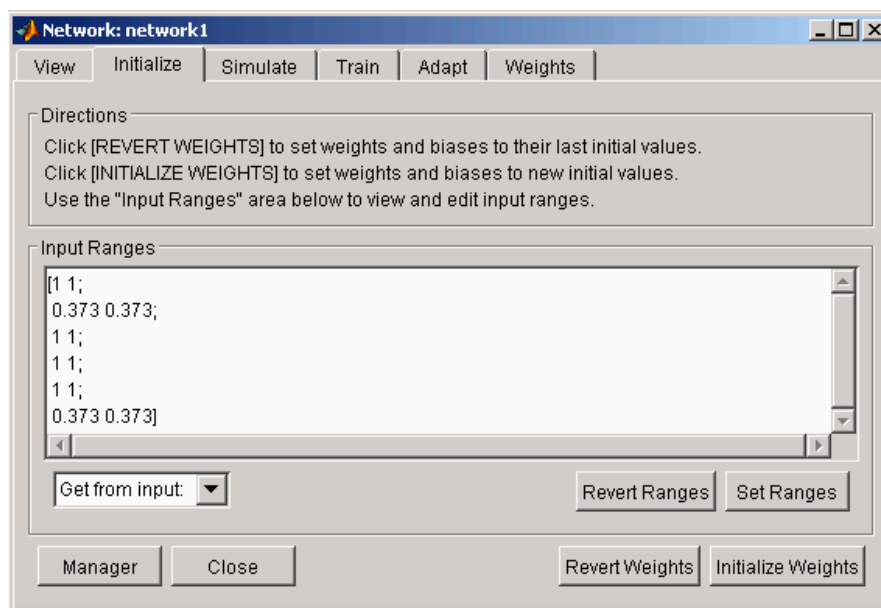 Network: network1
View Initialize Simulate Train Adapt Weights
Directions
Click [REVERT WEIGHTS] to set weights and biases to their last initial values.
Click [INITIALIZE WEIGHTS] to set weights and biases to new initial values.
Use the "Input Ranges" area below to view and edit input ranges.
Input Ranges
[1 1;
0.373 0.373;
1 1;
1 1;
1 1;
0.373 0.373]
Get from input: Revert Ranges Set Ranges
Manager Close Revert Weights Initialize Weights